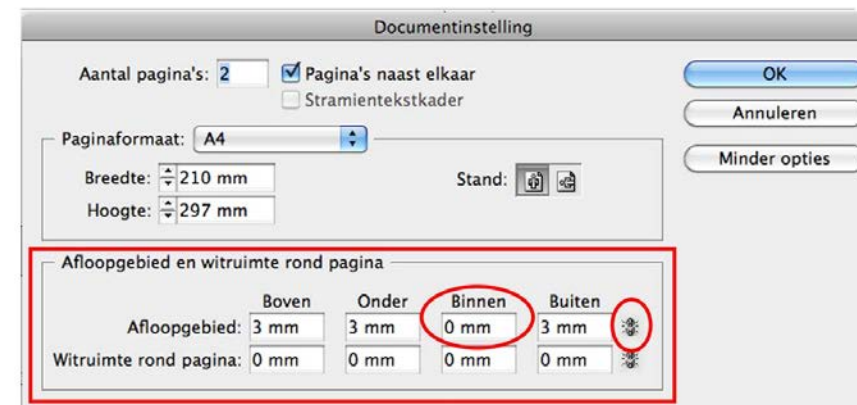 Documentinstelling
Aantal pagina's: 2 Pagina's naast elkaar
Stramientekstkader
OK
Annuleren
Minder opties
Paginaformaat: A4
Breedte: 210 mm Stand:
Hoogte: 297 mm
Afloopgebied en witruimte rond pagina
Boven Onder Binnen Buiten
Afloopgebied: 3 mm 3 mm 0 mm 3 mm
Witruimte rond pagina: 0 mm 0 mm 0 mm 0 mm